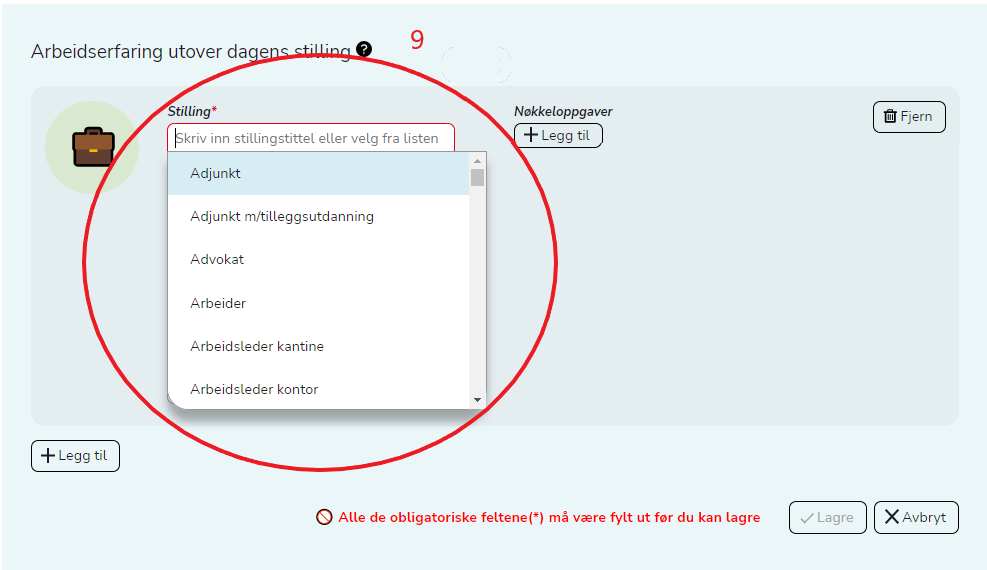 Arbeidserfaring utover dagens stilling ?
9
Stilling*
Nøkkeloppgaver
Fjern
Skriv inn stillingstittel eller velg fra listen
Legg til
Adjunkt
Adjunkt m/tilleggsutdanning
Advokat
Arbeider
Arbeidsleder kantine
Arbeidsleder kontor
Legg til
Alle de obligatoriske feltene(*) må være fylt ut før du kan lagre
Lagre
Avbryt